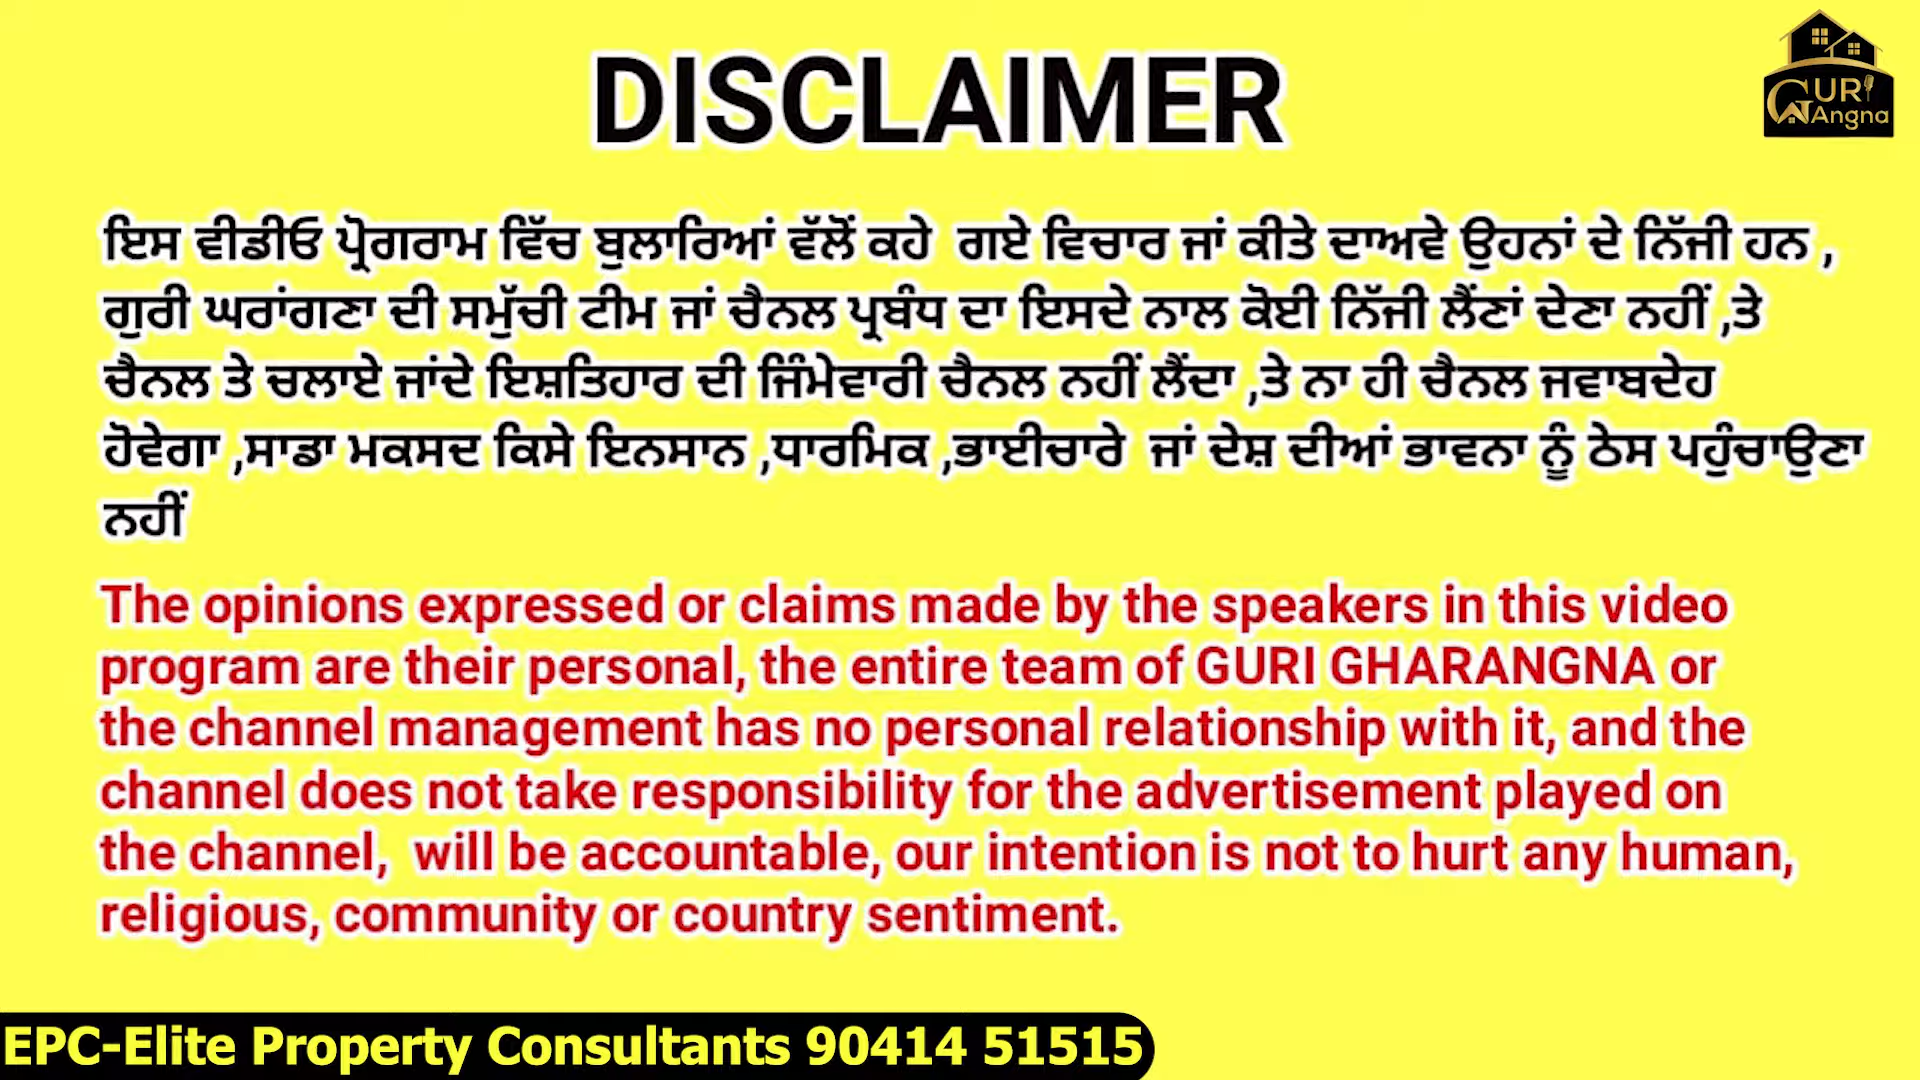 DISCLAIMER
GURI
Angna
ਇਸ ਵੀਡੀਓ ਪ੍ਰੋਗਰਾਮ ਵਿੱਚ ਬੁਲਾਰਿਆਂ ਵੱਲੋਂ ਕਹੇ ਗਏ ਵਿਚਾਰ ਜਾਂ ਕੀਤੇ ਦਾਅਵੇ ਉਹਨਾਂ ਦੇ ਨਿੱਜੀ ਹਨ ,
ਗੁਰੀ ਘਰਾਂਗਣਾ ਦੀ ਸਮੁੱਚੀ ਟੀਮ ਜਾਂ ਚੈਨਲ ਪ੍ਰਬੰਧ ਦਾ ਇਸਦੇ ਨਾਲ ਕੋਈ ਨਿੱਜੀ ਲੈਂਣਾਂ ਦੇਣਾ ਨਹੀਂ ,ਤੇ
ਚੈਨਲ ਤੇ ਚਲਾਏ ਜਾਂਦੇ ਇਸ਼ਤਿਹਾਰ ਦੀ ਜਿੰਮੇਵਾਰੀ ਚੈਨਲ ਨਹੀਂ ਲੈਂਦਾ ,ਤੇ ਨਾ ਹੀ ਚੈਨਲ ਜਵਾਬਦੇਹ
ਹੋਵੇਗਾ ,ਸਾਡਾ ਮਕਸਦ ਕਿਸੇ ਇਨਸਾਨ ,ਧਾਰਮਿਕ ,ਭਾਈਚਾਰੇ ਜਾਂ ਦੇਸ਼ ਦੀਆਂ ਭਾਵਨਾ ਨੂੰ ਠੇਸ ਪਹੁੰਚਾਉਣਾ
ਨਹੀਂ
The opinions expressed or claims made by the speakers in this video
program are their personal, the entire team of GURI GHARANGNA or
the channel management has no personal relationship with it, and the
channel does not take responsibility for the advertisement played on
the channel, will be accountable, our intention is not to hurt any human,
religious, community or country sentiment.
EPC-Elite Property Consultants 90414 51515